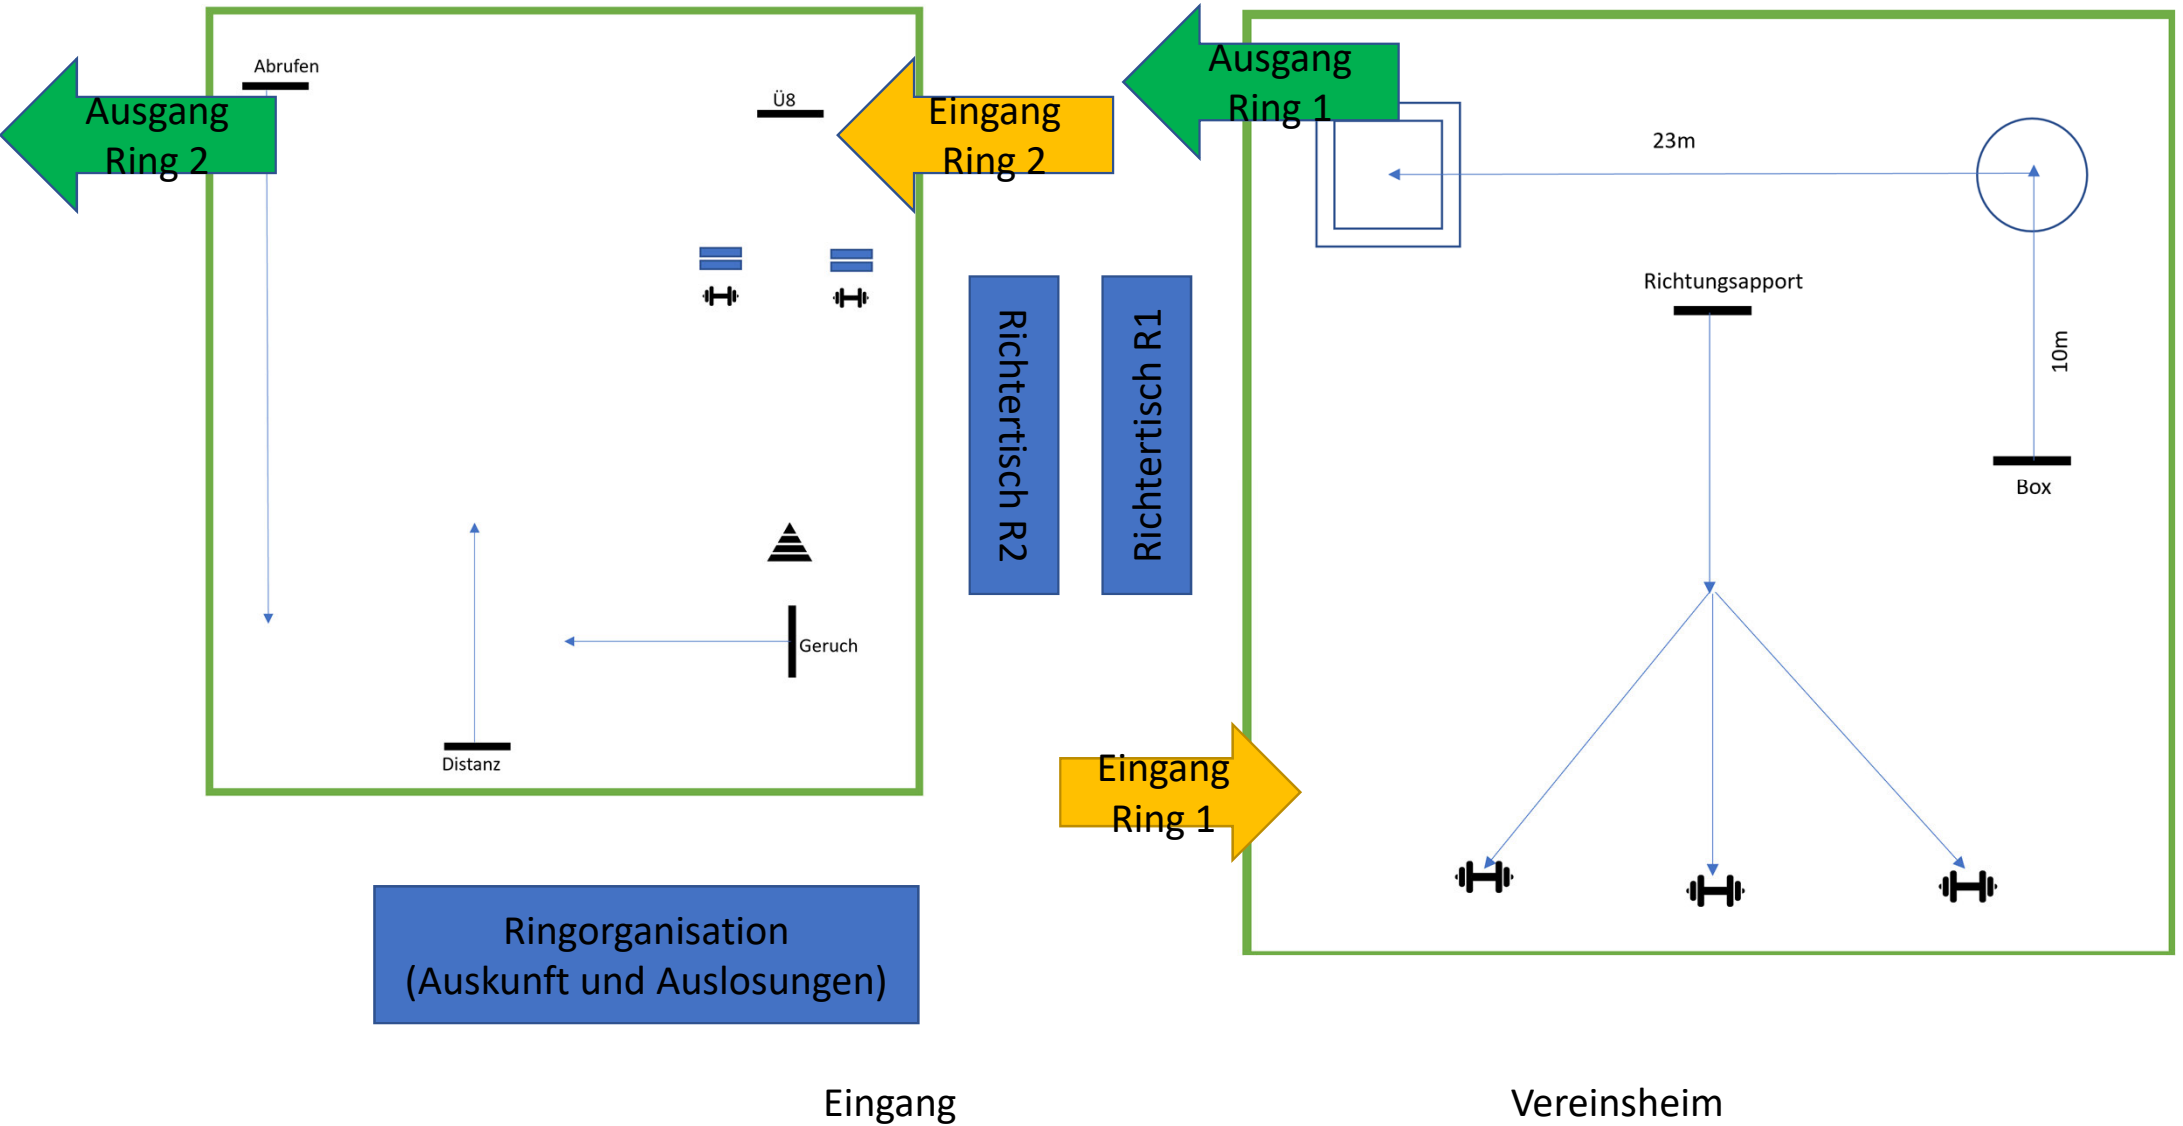 Abrufen
Ausgang
Ring 2
Ü8
Eingang
Ring 2
Ausgang
Ring 1
23m
Richtungsapport
10m
Box
Richtertisch R2
Richtertisch R1
Geruch
Distanz
Eingang
Ring 1
Ringorganisation
(Auskunft und Auslosungen)
Eingang
Vereinsheim